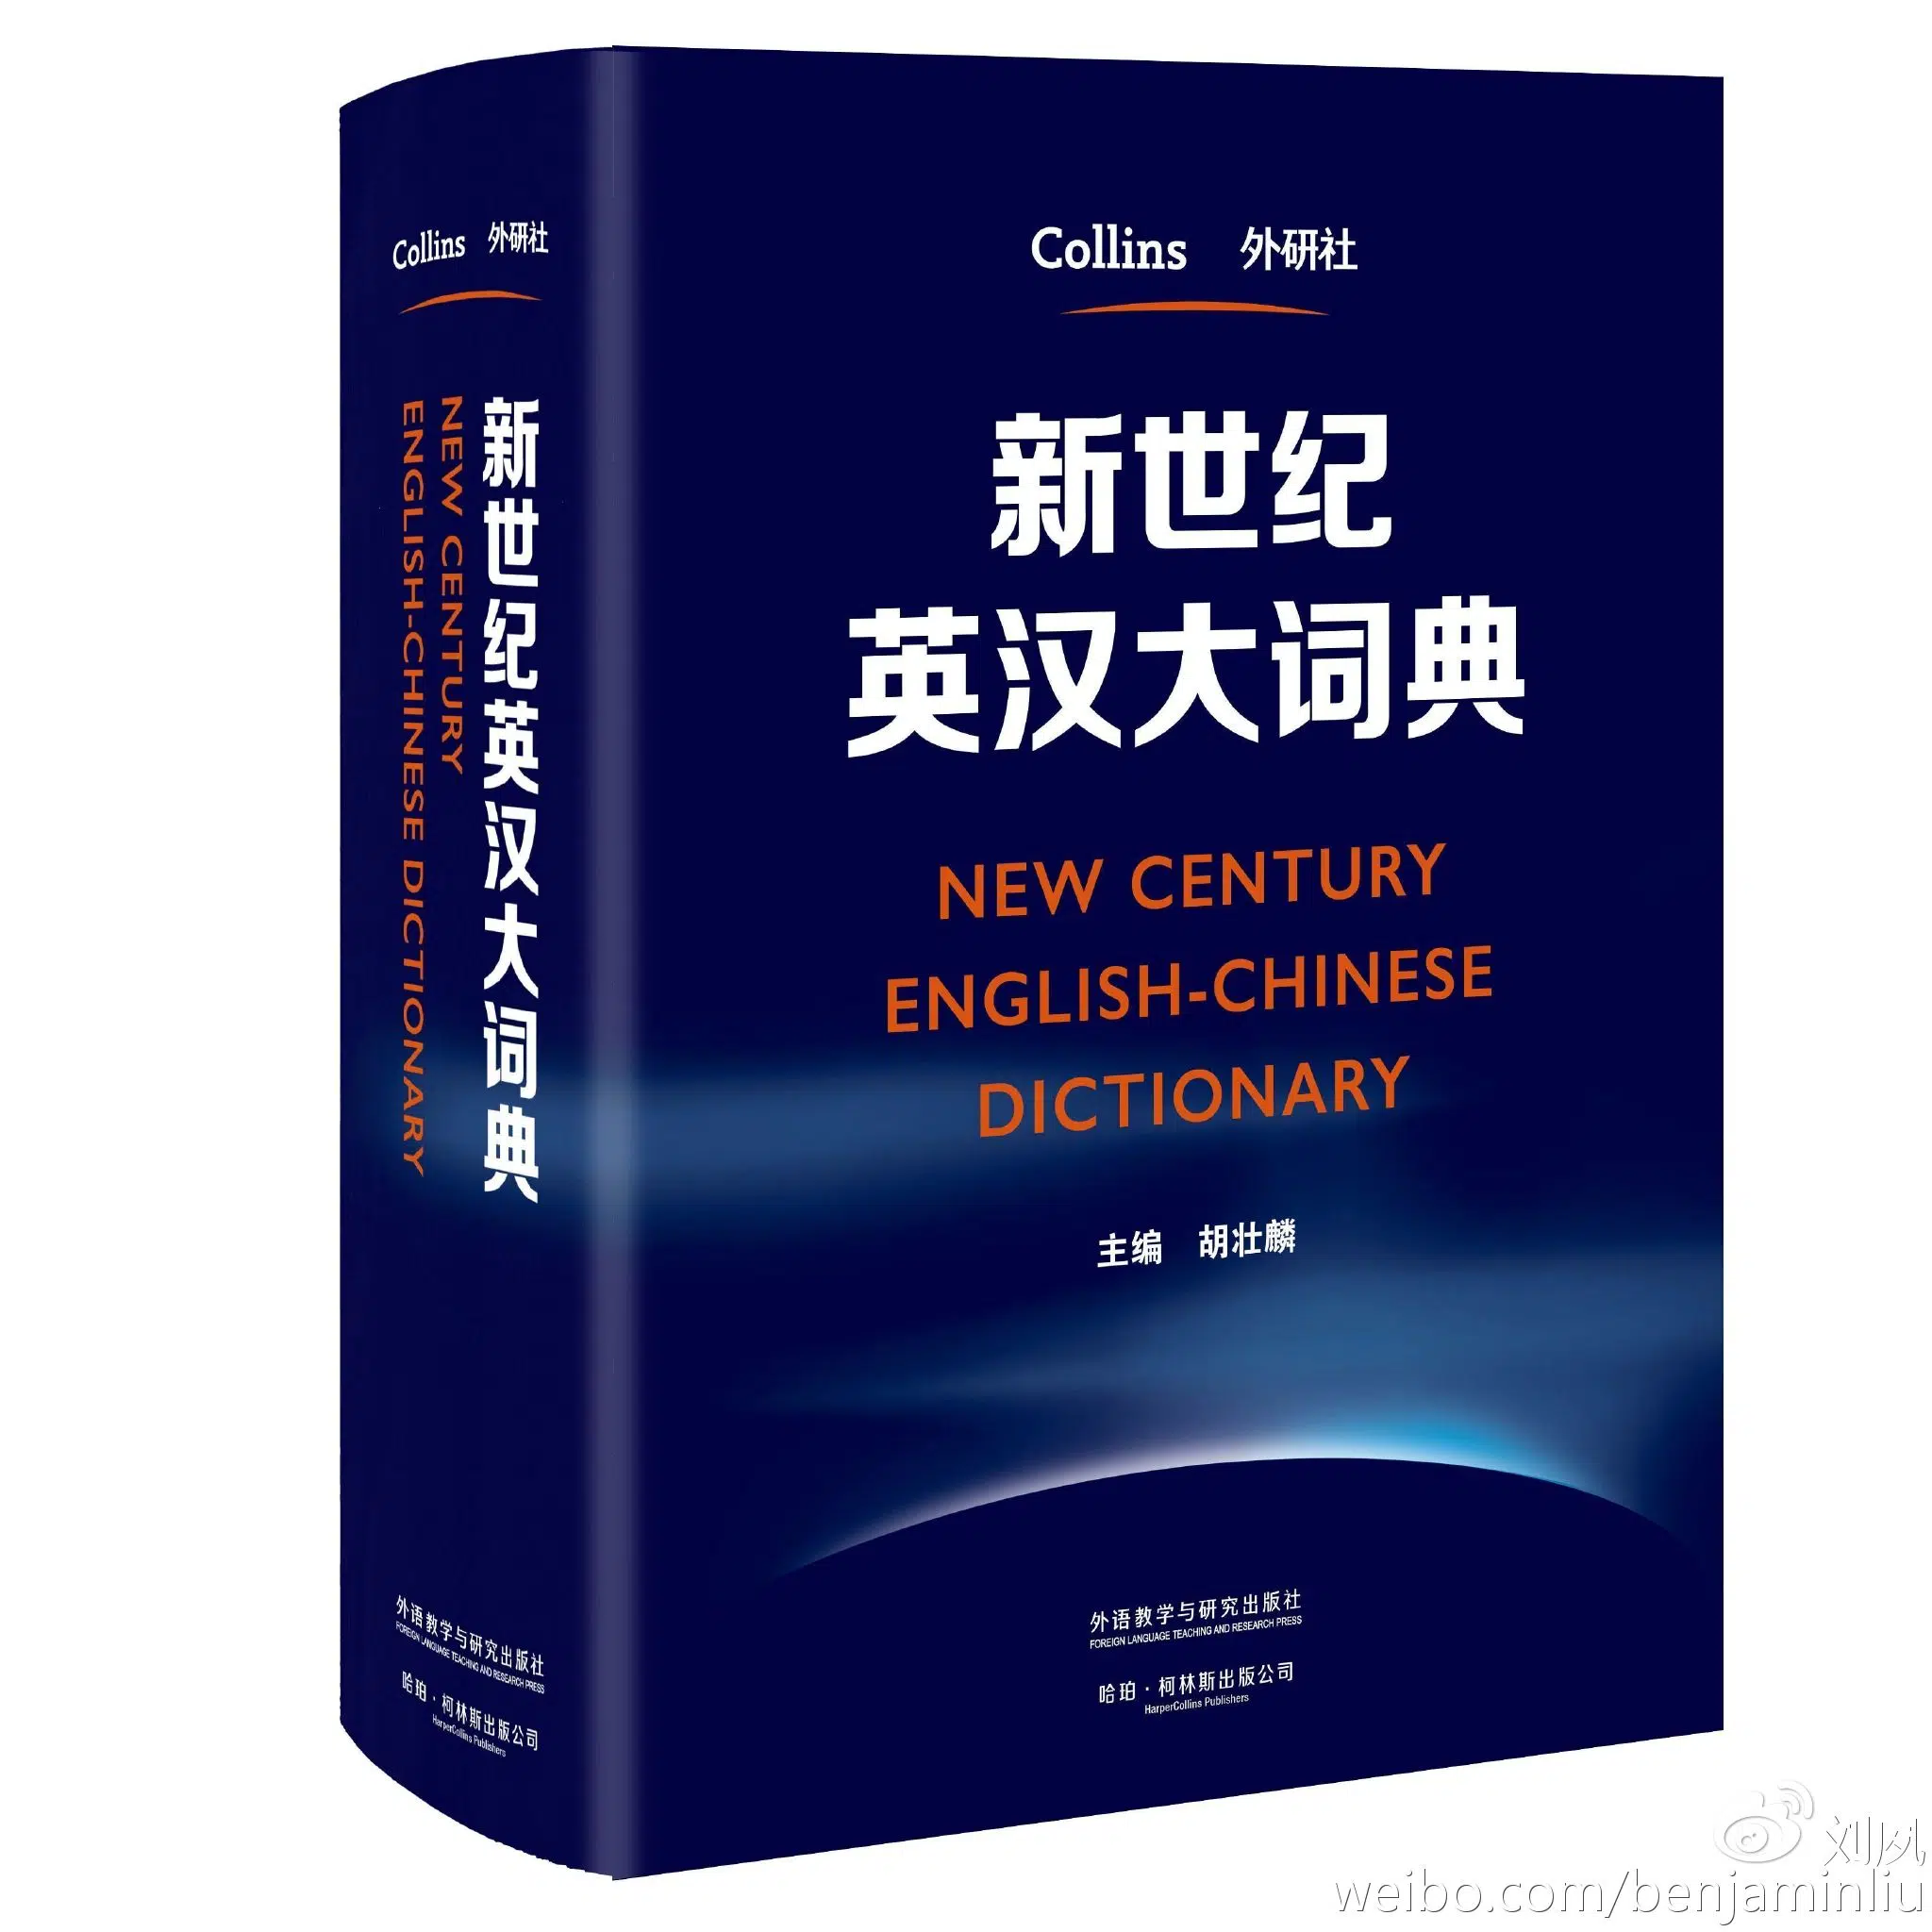 Collins 外研社
NEW CENTURY
ENGLISH-CHINESE DICTIONARY
新世纪英汉大词典
外语教学与研究出版社
FOREIGN LANGUAGE TEACHING AND RESEARCH PRESS
哈珀·柯林斯出版公司
HarperCollins Publishers
Collins 外研社
新世纪
英汉大词典
NEW CENTURY
ENGLISH-CHINESE
DICTIONARY
主编 胡壮麟
外语教学与研究出版社
FOREIGN LANGUAGE TEACHING AND RESEARCH PRESS
哈珀·柯林斯出版公司
HarperCollins Publishers
weibo.com/benjaminliu